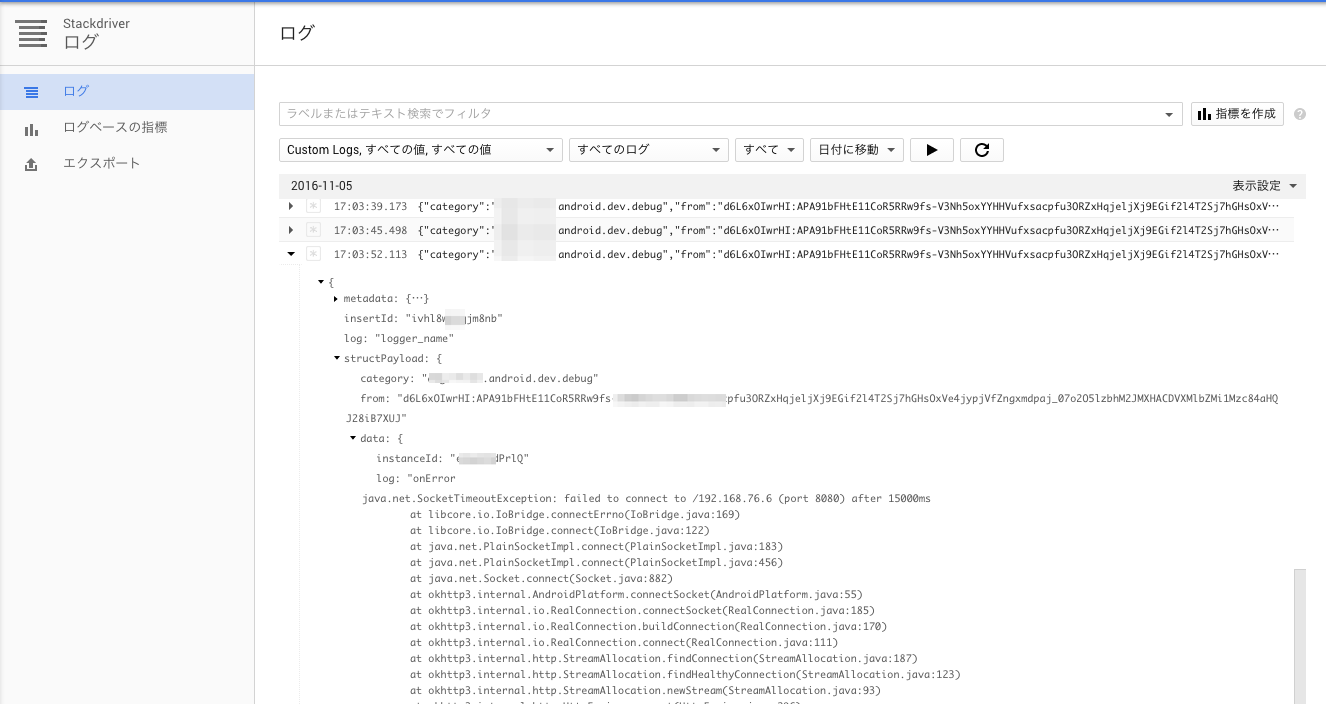 Stackdriver
ログ
ログ
ログ
ログベースの指標
エクスポート
ラベルまたはテキスト検索でフィルタ
指標を作成
Custom Logs, すべての値, すべての値
すべてのログ
すべて
日付に移動
2016-11-05
表示設定
17:03:39.173 {"category":" android.dev.debug","from":"d6L6xOIwrHI:APA91bFHtE11CoR5RRw9fs-V3Nh5oxYYHHVufxsacpfu3ORZxHqjeljXj9EGif2l4T2Sj7hGHsOxV…
17:03:45.498 {"category":" android.dev.debug","from":"d6L6xOIwrHI:APA91bFHtE11CoR5RRw9fs-V3Nh5oxYYHHVufxsacpfu3ORZxHqjeljXj9EGif2l4T2Sj7hGHsOxV…
17:03:52.113 {"category":" android.dev.debug","from":"d6L6xOIwrHI:APA91bFHtE11CoR5RRw9fs-V3Nh5oxYYHHVufxsacpfu3ORZxHqjeljXj9EGif2l4T2Sj7hGHsOxV…
{
metadata: {…}
insertId: "ivhl8 jm8nb"
log: "logger_name"
structPayload: {
category: " .android.dev.debug"
from: "d6L6xOIwrHI:APA91bFHtE11CoR5RRw9fs- pfu3ORZxHqjeljXj9EGif2l4T2Sj7hGHsOxVe4jypjVfZngxmdpaj_07o2O5lzbhM2JMXHACDVXMlbZMi1Mzc84aHQ
J28iB7XUJ"
data: {
instanceId: " dPrlQ"
log: "onError
java.net.SocketTimeoutException: failed to connect to /192.168.76.6 (port 8080) after 15000ms
at libcore.io.IoBridge.connectErrno(IoBridge.java:169)
at libcore.io.IoBridge.connect(IoBridge.java:122)
at java.net.PlainSocketImpl.connect(PlainSocketImpl.java:183)
at java.net.PlainSocketImpl.connect(PlainSocketImpl.java:456)
at java.net.Socket.connect(Socket.java:882)
at okhttp3.internal.AndroidPlatform.connectSocket(AndroidPlatform.java:55)
at okhttp3.internal.io.RealConnection.connectSocket(RealConnection.java:185)
at okhttp3.internal.io.RealConnection.buildConnection(RealConnection.java:170)
at okhttp3.internal.io.RealConnection.connect(RealConnection.java:111)
at okhttp3.internal.http.StreamAllocation.findConnection(StreamAllocation.java:187)
at okhttp3.internal.http.StreamAllocation.findHealthyConnection(StreamAllocation.java:123)
at okhttp3.internal.http.StreamAllocation.newStream(StreamAllocation.java:93)